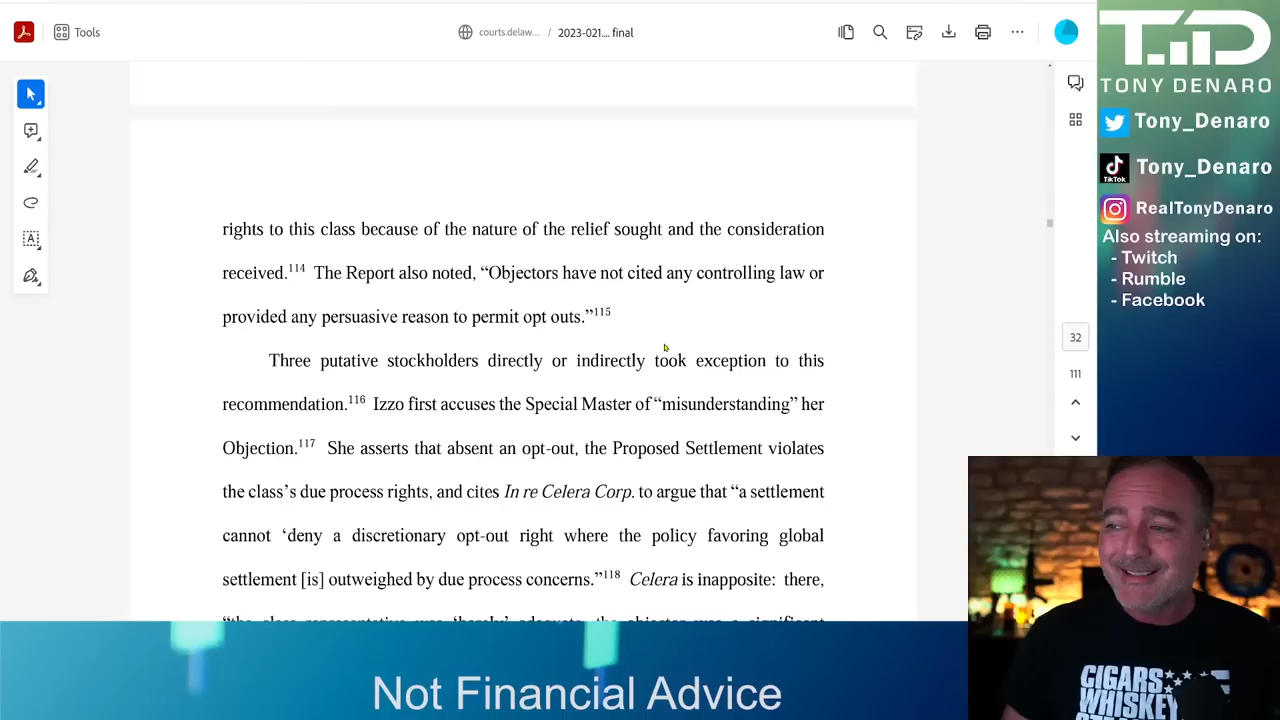 Tools
courts.delaw... / 2023-021.... final
TONY DENARO
Tony_Denaro
TikTok
Tony_Denaro
RealTonyDenaro
Also streaming on:
- Twitch
- Rumble
- Facebook
rights to this class because of the nature of the relief sought and the consideration
received.114 The Report also noted, “Objectors have not cited any controlling law or
provided any persuasive reason to permit opt outs.”115
Three putative stockholders directly or indirectly took exception to this
recommendation.116 Izzo first accuses the Special Master of “misunderstanding” her
Objection.117 She asserts that absent an opt-out, the Proposed Settlement violates
the class’s due process rights, and cites In re Celera Corp. to argue that “a settlement
cannot ‘deny a discretionary opt-out right where the policy favoring global
settlement [is] outweighed by due process concerns.”118 Celera is inapposite: there,
32
111
CIGARS
WHISKEY
Not Financial Advice